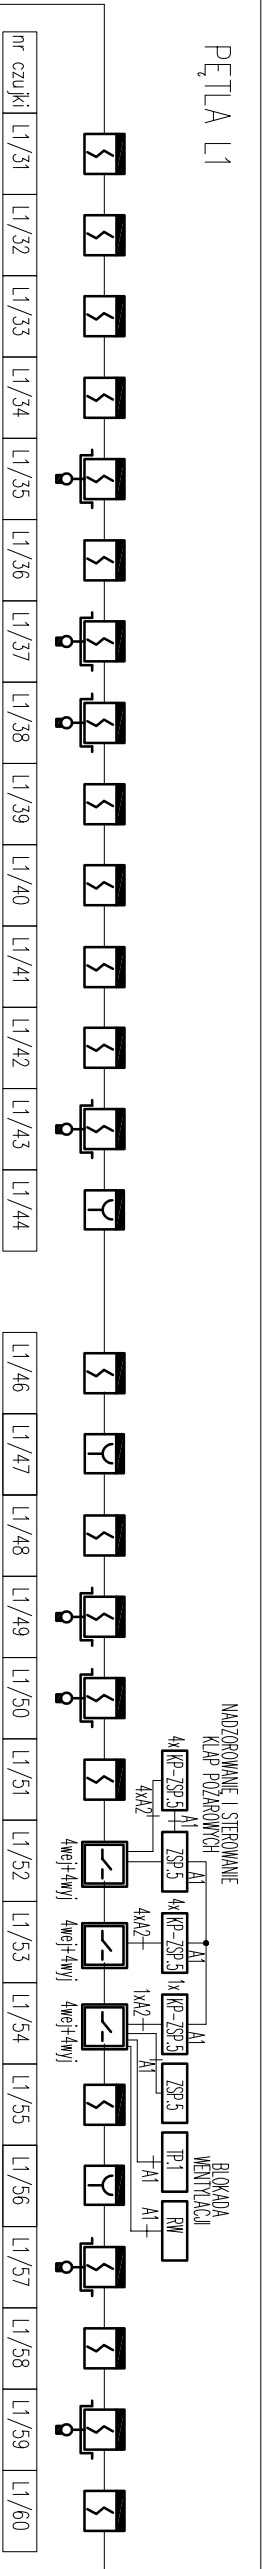 PĘTLA L1
NADZOROWANIE I STEROWANIE
KLAP POŻAROWYCH
BLOKADA
WENTYLACJI
4x KP-ZSP.5
A1
ZSP.5
A1
4x KP-ZSP.5
A1
1x KP-ZSP.5
A1
ZSP.5
TP.1
RW
4xA2
4xA2
1xA2
A1
A1
A1
4wej+4wyj
4wej+4wyj
4wej+4wyj
nr czujki L1/31 L1/32 L1/33 L1/34 L1/35 L1/36 L1/37 L1/38 L1/39 L1/40 L1/41 L1/42 L1/43 L1/44 L1/46 L1/47 L1/48 L1/49 L1/50 L1/51 L1/52 L1/53 L1/54 L1/55 L1/56 L1/57 L1/58 L1/59 L1/60